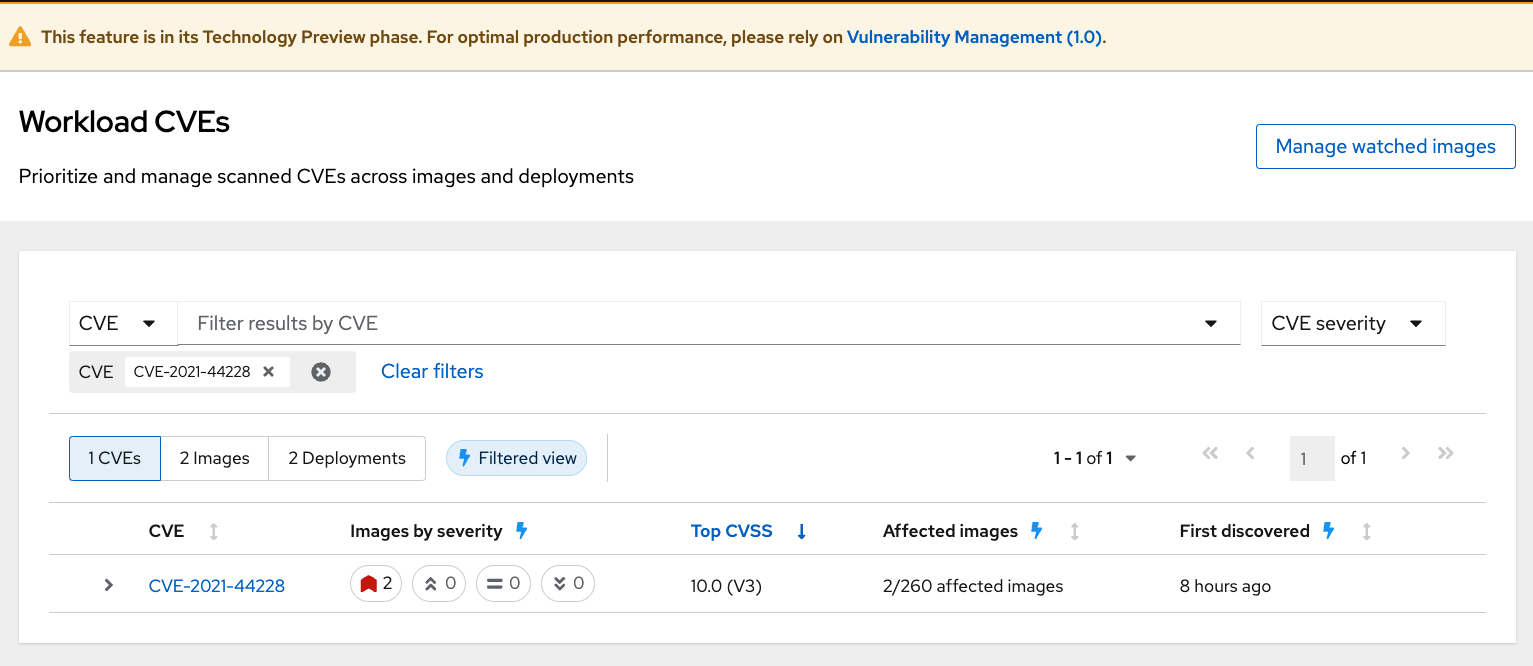 This feature is in its Technology Preview phase. For optimal production performance, please rely on Vulnerability Management (1.0).
Workload CVEs
Manage watched images
Prioritize and manage scanned CVEs across images and deployments
CVE Filter results by CVE CVE severity
CVE CVE-2021-44228 Clear filters
1 CVEs 2 Images 2 Deployments Filtered view 1 - 1 of 1 1 of 1
CVE Images by severity Top CVSS Affected images First discovered
CVE-2021-44228 2 0 0 0 10.0 (V3) 2/260 affected images 8 hours ago